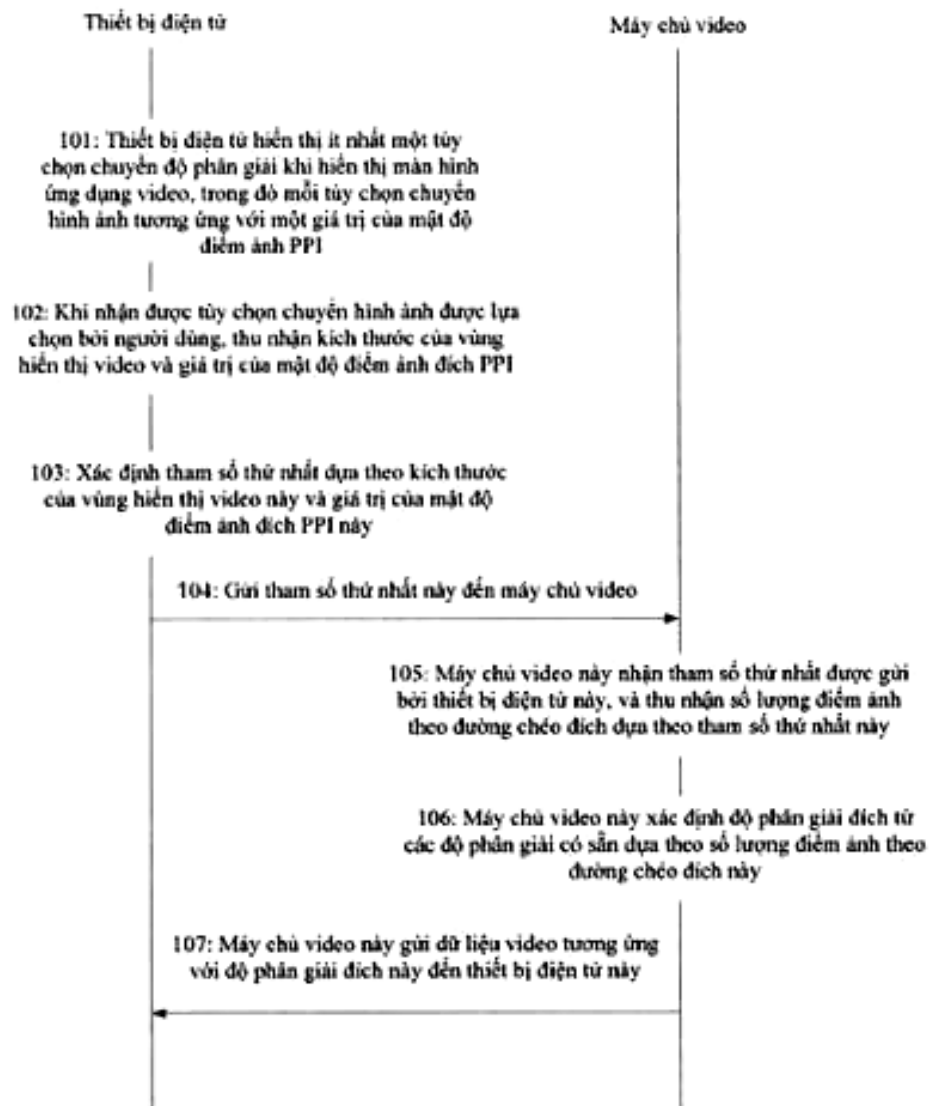 Thiết bị điện tử
Máy chủ video
101: Thiết bị điện tử hiển thị ít nhất một tùy
chọn chuyển độ phân giải khi hiển thị màn hình
ứng dụng video, trong đó mỗi tùy chọn chuyển
hình ảnh tương ứng với một giá trị của mật độ
điểm ảnh PPI
102: Khi nhận được tùy chọn chuyển hình ảnh được lựa
chọn bởi người dùng, thu nhận kích thước của vùng
hiển thị video và giá trị của mật độ điểm ảnh đích PPI
103: Xác định tham số thứ nhất dựa theo kích thước
của vùng hiển thị video này và giá trị của mật độ
điểm ảnh đích PPI này
104: Gửi tham số thứ nhất này đến máy chủ video
105: Máy chủ video này nhận tham số thứ nhất được gửi
bởi thiết bị điện tử này, và thu nhận số lượng điểm ảnh
theo đường chéo đích dựa theo tham số thứ nhất này
106: Máy chủ video này xác định độ phân giải đích từ
các độ phân giải có sẵn dựa theo số lượng điểm ảnh theo
đường chéo đích này
107: Máy chủ video này gửi dữ liệu video tương ứng
với độ phân giải đích này đến thiết bị điện tử này